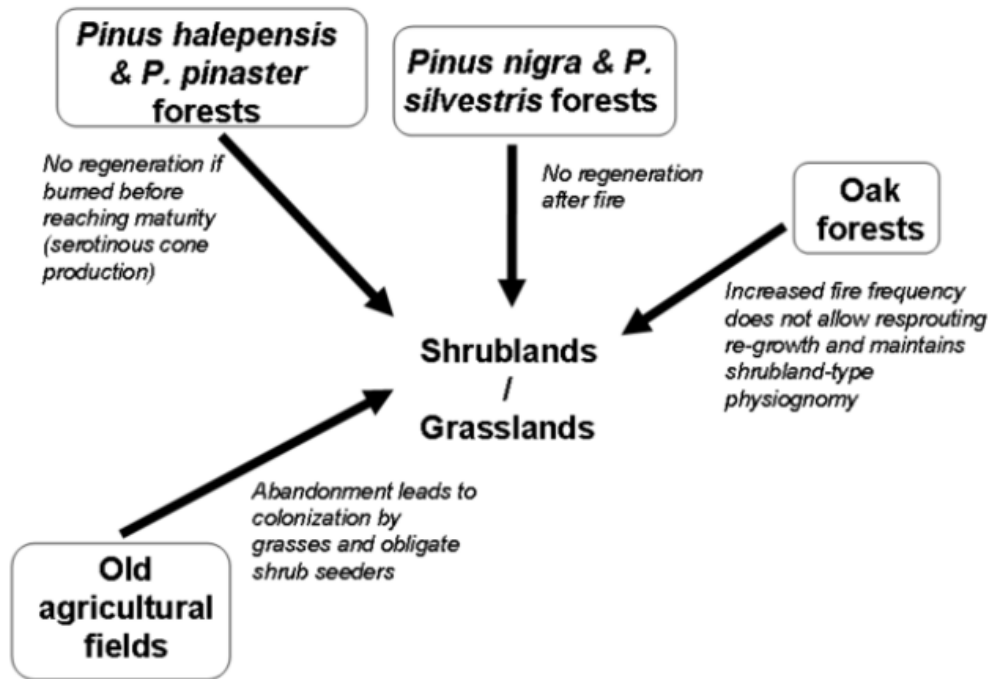 Pinus halepensis
& P. pinaster
forests
Pinus nigra & P.
silvestris forests
No regeneration if
burned before
reaching maturity
(serotinous cone
production)
No regeneration
after fire
Oak
forests
Increased fire frequency
does not allow resprouting
re-growth and maintains
shrubland-type
physiognomy
Shrublands
/
Grasslands
Abandonment leads to
colonization by
grasses and obligate
shrub seeders
Old
agricultural
fields